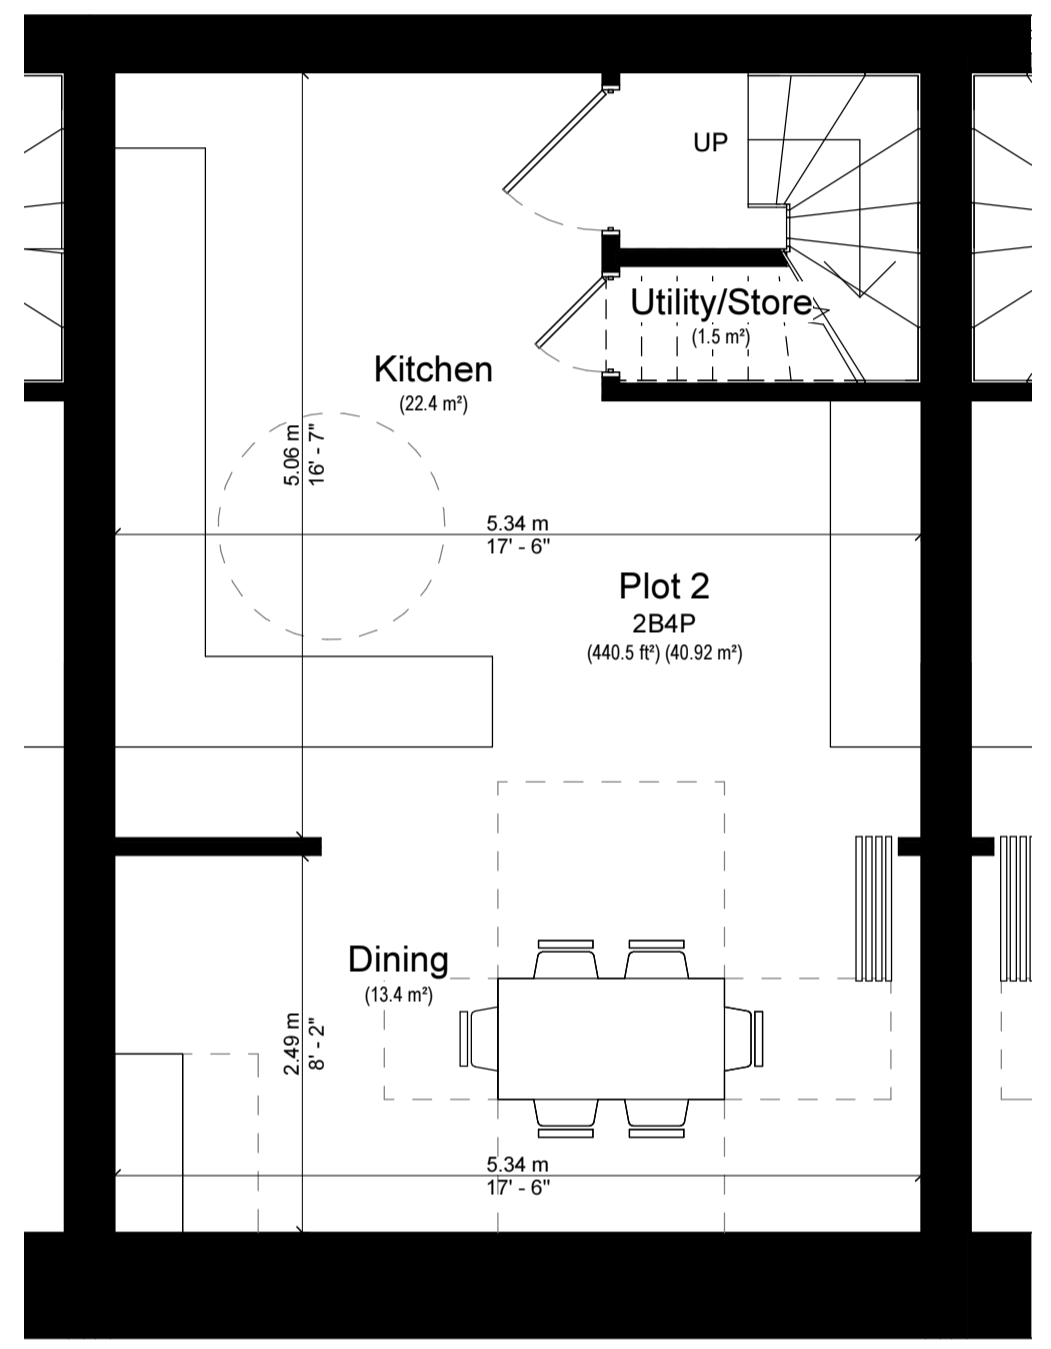 UP
Utility/Store
(1.5 m²)
Kitchen
(22.4 m²)
5.06 m
16' - 7"
5.34 m
17' - 6"
Plot 2
2B4P
(440.5 ft²) (40.92 m²)
Dining
(13.4 m²)
2.49 m
8' - 2"
5.34 m
17' - 6"